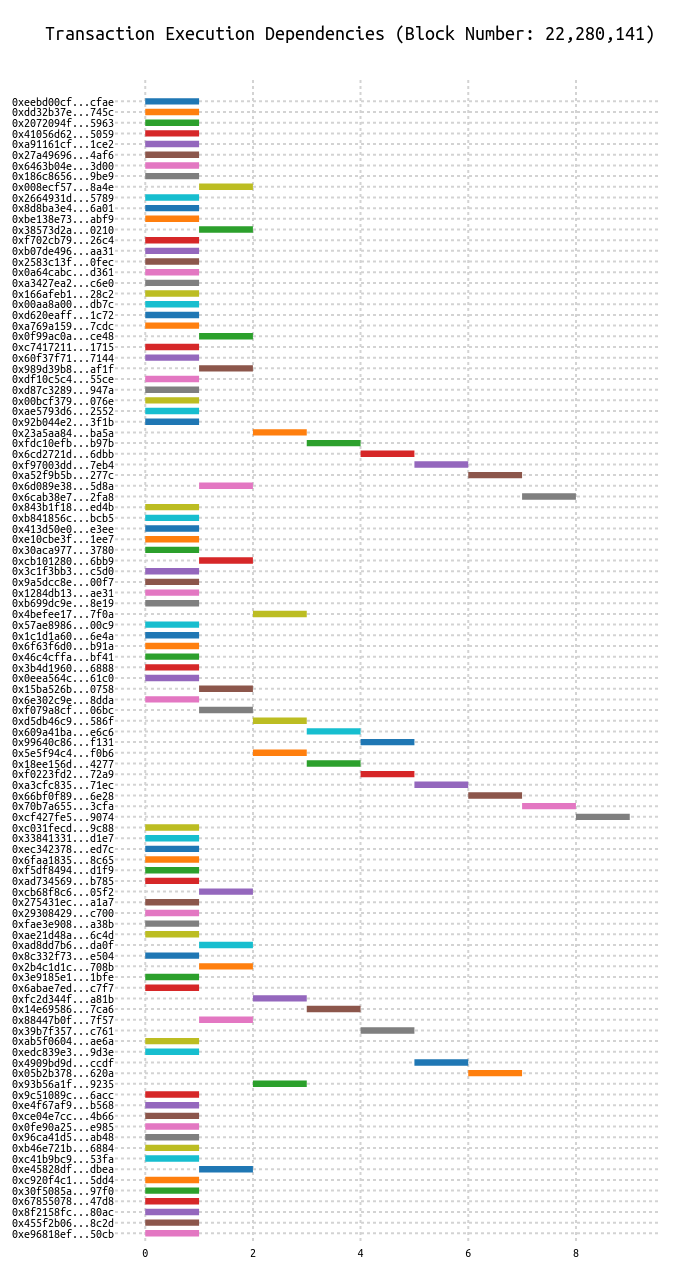 Transaction Execution Dependencies (Block Number: 22,280,141)
0xeebd00cf...cfae
0xdd32b37e...745c
0x2072094f...5963
0x41056d62...5059
0xa91161cf...1ce2
0x27a49696...4af6
0x6463b04e...3d00
0x186c8656...9be9
0x008ecf57...8a4e
0x2664931d...5789
0x8d8ba3e4...6a01
0xbe138e73...abf9
0x38573d2a...0210
0xf702cb79...26c4
0xb07de496...aa31
0x2583c13f...0fec
0x0a64cabc...d361
0xa3427ea2...c6e0
0x166afeb1...28c2
0x00aa8a00...db7c
0xd620eaff...1c72
0xa769a159...7cdc
0x0f99ac0a...ce48
0xc7417211...1715
0x60f37f71...7144
0x989d39b8...af1f
0xdf10c5c4...55ce
0xd87c3289...947a
0x00bcf379...076e
0xae5793d6...2552
0x92b044e2...3f1b
0x23a5aa84...ba5a
0xfdc10efb...b97b
0x6cd2721d...6dbb
0xf97003dd...7eb4
0xa52f9b5b...277c
0x6d089e38...5d8a
0x6cab38e7...2fa8
0x843b1f18...ed4b
0xb841856c...bcb5
0x413d50e0...e3ee
0xe10cbe3f...1ee7
0x30aca977...3780
0xcb101280...6bb9
0x3c1f3bb3...c5d0
0x9a5dcc8e...00f7
0x1284db13...ae31
0xb699dc9e...8e19
0x4befee17...7f0a
0x57ae8986...00c9
0x1c1d1a60...6e4a
0x6f63f6d0...b91a
0x46c4cffa...bf41
0x3b4d1960...6888
0x0eea564c...61c0
0x15ba526b...0758
0x6e302c9e...8dda
0xf079a8cf...06bc
0xd5db46c9...586f
0x609a41ba...e6c6
0x99640c86...f131
0x5e5f94c4...f0b6
0x18ee156d...4277
0xf0223fd2...72a9
0xa3cfc835...71ec
0x66bf0f89...6e28
0x70b7a655...3cfa
0xcf427fe5...9074
0xc031fecd...9c88
0x33841331...d1e7
0xec342378...ed7c
0x6faa1835...8c65
0xf5df8494...d1f9
0xad734569...b785
0xcb68f8c6...05f2
0x275431ec...a1a7
0x29308429...c700
0xfae3e908...a38b
0xae21d48a...6c4d
0xad8dd7b6...da0f
0x8c332f73...e504
0x2b4c1d1c...708b
0x3e9185e1...1bfe
0x6abae7ed...c7f7
0xfc2d344f...a81b
0x14e69586...7ca6
0x88447b0f...7f57
0x39b7f357...c761
0xab5f0604...ae6a
0xedc839e3...9d3e
0x4909bd9d...ccdf
0x05b2b378...620a
0x93b56a1f...9235
0x9c51089c...6acc
0xe4f67af9...b568
0xce04e7cc...4b66
0x0fe90a25...e985
0x96ca41d5...ab48
0xb46e721b...6884
0xc41b9bc9...53fa
0xe45828df...dbea
0xc920f4c1...5dd4
0x30f5085a...97f0
0x67855078...47d8
0x8f2158fc...80ac
0x455f2b06...8c2d
0xe96818ef...50cb
0 2 4 6 8